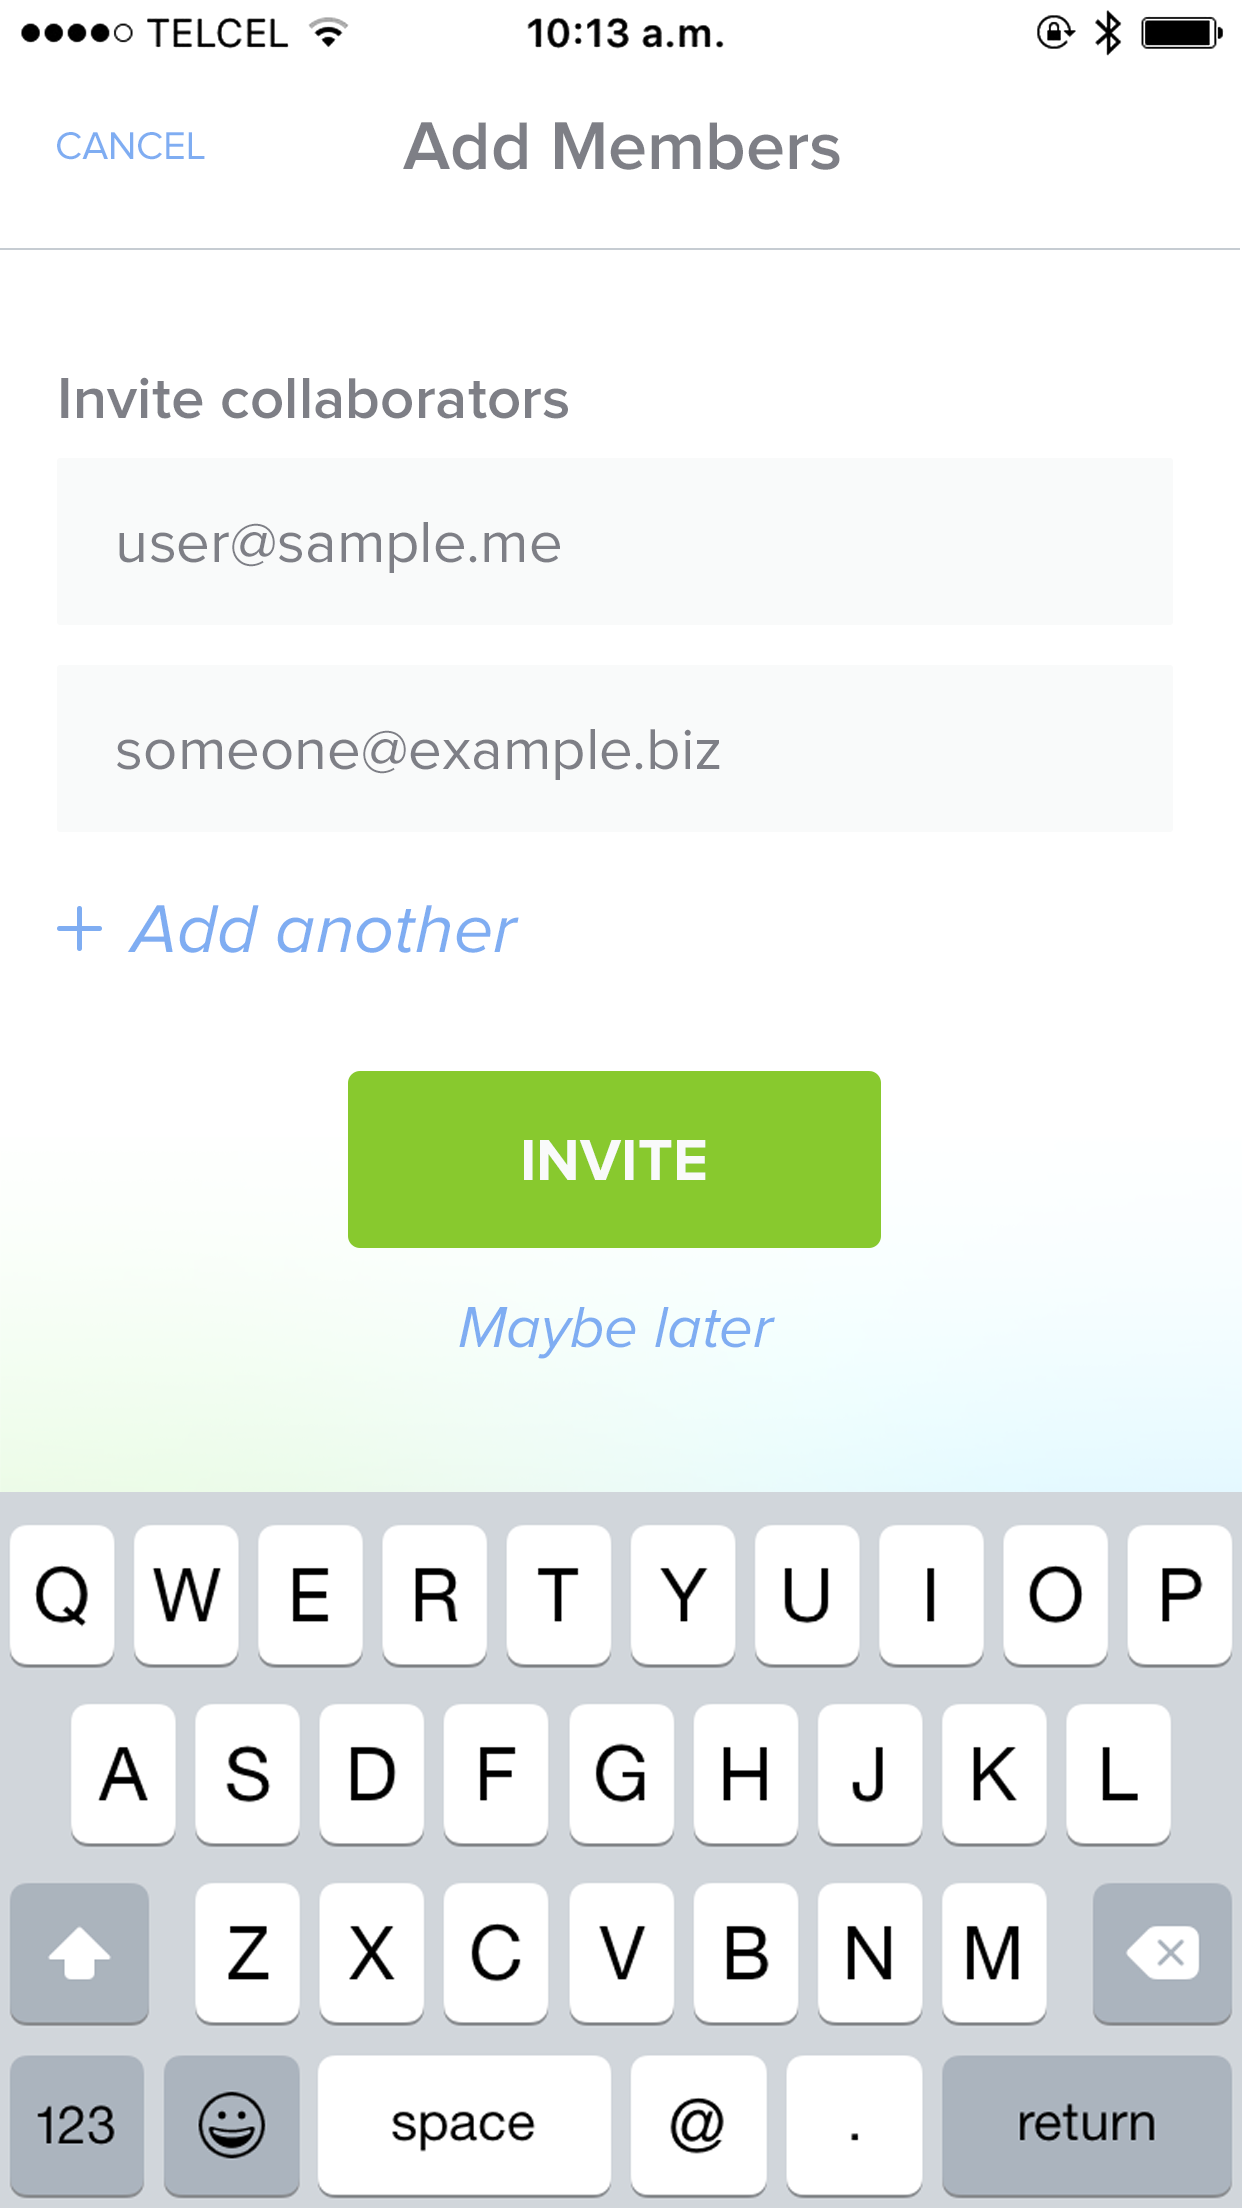 TELCEL 10:13 a.m.
CANCEL Add Members
Invite collaborators
user@sample.me
someone@example.biz
+ Add another
INVITE
Maybe later
Q W E R T Y U I O P
A S D F G H J K L
Z X C V B N M
123 space @ . return